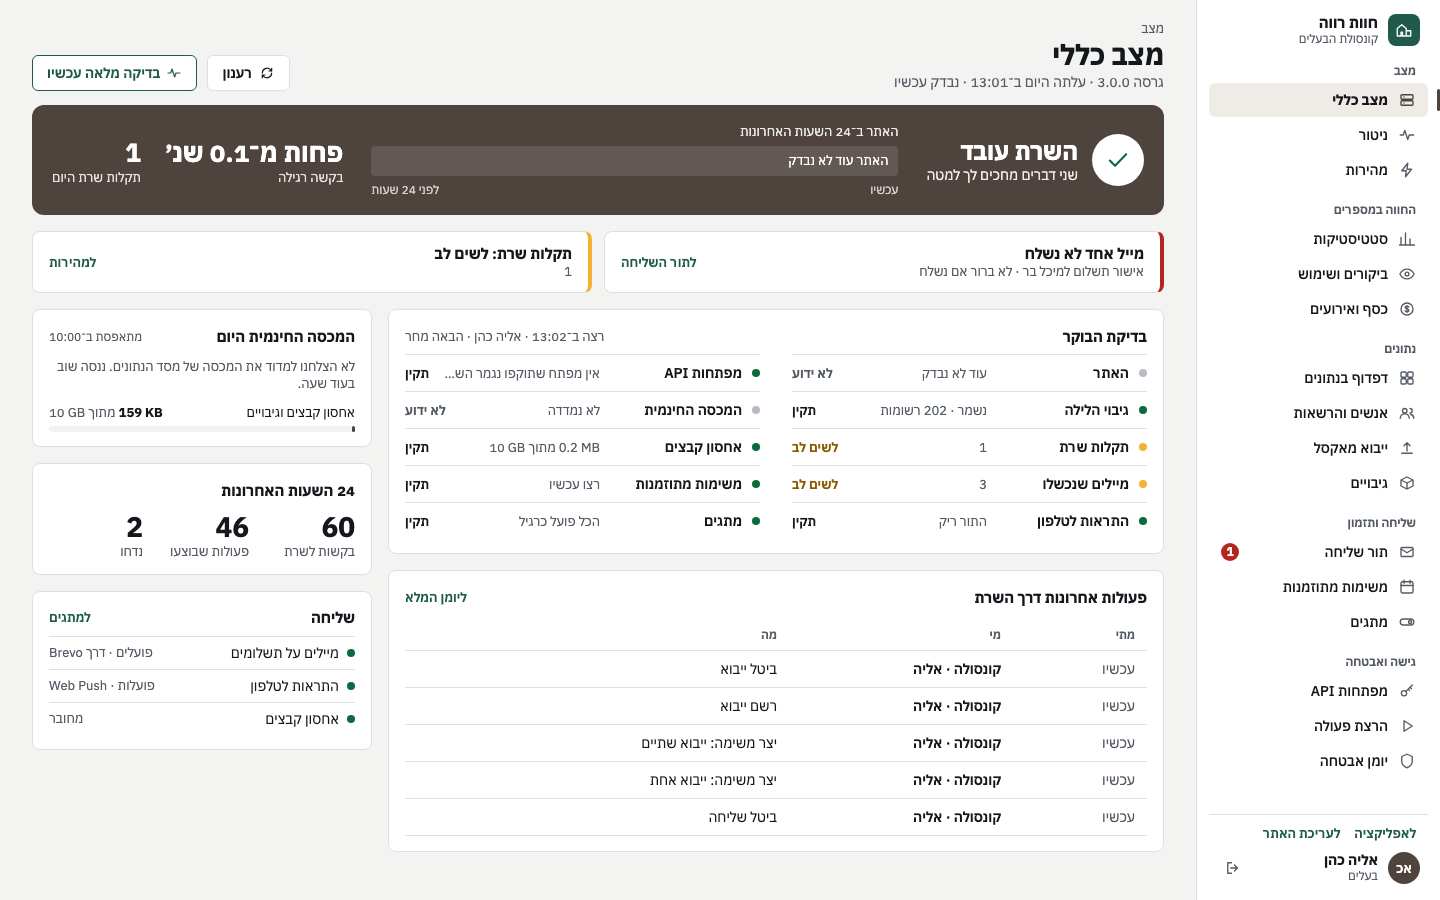 חוות רווה
קונסולת הבעלים
מצב
מצב כללי
ניטור
מהירות
החווה במספרים
סטטיסטיקות
ביקורים ושימוש
כסף ואירועים
נתונים
דפדוף בנתונים
אנשים והרשאות
ייבוא מאקסל
גיבויים
שליחה ותזמון
תור שליחה
1
משימות מתוזמנות
מתגים
גישה ואבטחה
מפתחות API
הרצת פעולה
יומן אבטחה
לאפליקציה
לעריכת האתר
אכ
אליה כהן
בעלים
מצב
מצב כללי
גרסה 3.0.0 · עלתה היום ב־13:01 · נבדק עכשיו
רענון
בדיקה מלאה עכשיו
השרת עובד
שני דברים מחכים לך למטה
האתר ב־24 השעות האחרונות
האתר עוד לא נבדק
עכשיו
לפני 24 שעות
פחות מ־0.1 שנ׳
בקשה רגילה
1
תקלות שרת היום
מייל אחד לא נשלח
אישור תשלום למיכל בר · לא ברור אם נשלח
לתור השליחה
תקלות שרת: לשים לב
1
למהירות
בדיקת הבוקר
רצה ב־13:02 · אליה כהן · הבאה מחר
האתר עוד לא נבדק לא ידוע
גיבוי הלילה נשמר · 202 רשומות תקין
תקלות שרת 1 לשים לב
מיילים שנכשלו 3 לשים לב
התראות לטלפון התור ריק תקין
מפתחות API אין מפתח שתוקפו נגמר הש... תקין
המכסה החינמית לא נמדדה לא ידוע
אחסון קבצים 0.2 MB מתוך 10 GB תקין
משימות מתוזמנות רצו עכשיו תקין
מתגים הכל פועל כרגיל תקין
פעולות אחרונות דרך השרת
ליומן המלא
מתי מי מה
עכשיו קונסולה · אליה ביטל ייבוא
עכשיו קונסולה · אליה רשם ייבוא
עכשיו קונסולה · אליה יצר משימה: ייבוא שתיים
עכשיו קונסולה · אליה יצר משימה: ייבוא אחת
עכשיו קונסולה · אליה ביטל שליחה
המכסה החינמית היום
מתאפסת ב־10:00
לא הצלחנו למדוד את המכסה של מסד הנתונים. ננסה שוב
בעוד שעה.
אחסון קבצים וגיבויים
159 KB מתוך 10 GB
24 השעות האחרונות
60
בקשות לשרת
46
פעולות שבוצעו
2
נדחו
שליחה
למתגים
מיילים על תשלומים פועלים · דרך Brevo
התראות לטלפון פועלות · Web Push
אחסון קבצים מחובר